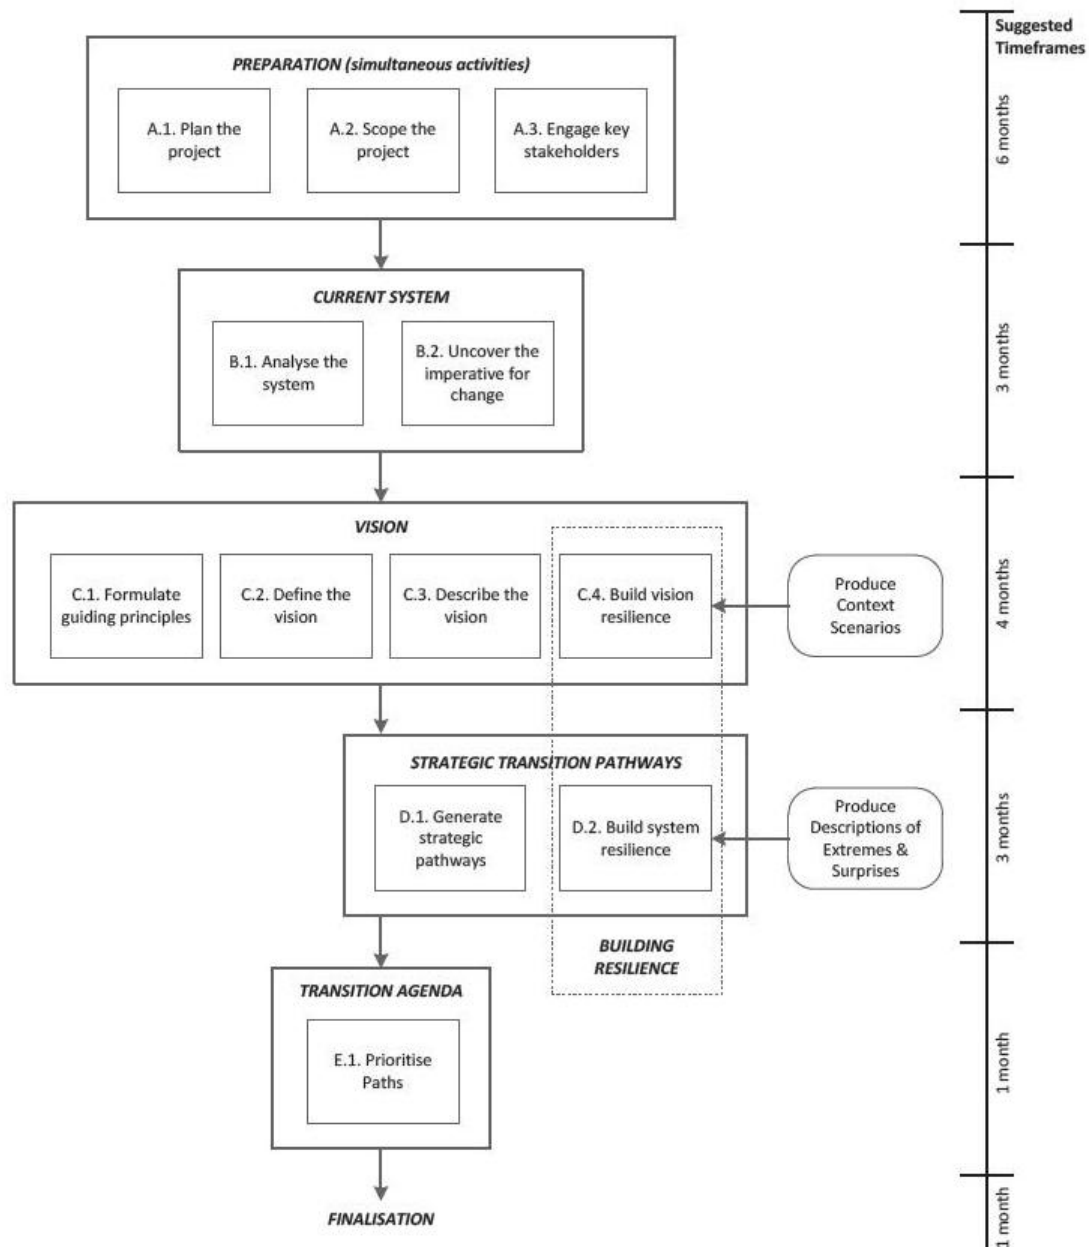 Suggested
Timeframes
PREPARATION (simultaneous activities)
A.1. Plan the
project
A.2. Scope the
project
A.3. Engage key
stakeholders
6 months
CURRENT SYSTEM
B.1. Analyse the
system
B.2. Uncover the
imperative for
change
3 months
VISION
C.1. Formulate
guiding principles
C.2. Define the
vision
C.3. Describe the
vision
C.4. Build vision
resilience
Produce
Context
Scenarios
4 months
STRATEGIC TRANSITION PATHWAYS
D.1. Generate
strategic
pathways
D.2. Build system
resilience
Produce
Descriptions of
Extremes &
Surprises
3 months
BUILDING
RESILIENCE
TRANSITION AGENDA
E.1. Prioritise
Paths
1 month
FINALISATION
1 month